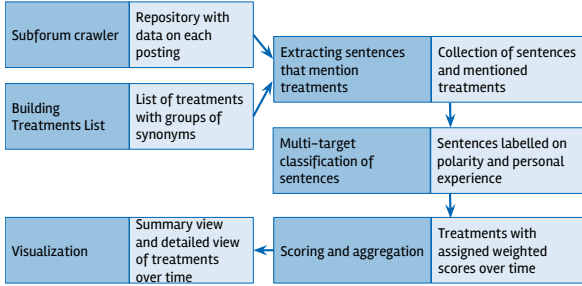 Subforum crawler
Repository with
data on each
posting
Building
Treatments List
List of treatments
with groups of
synonyms
Extracting sentences
that mention
treatments
Collection of sentences
and mentioned
treatments
Multi-target
classification of
sentences
Sentences labelled on
polarity and personal
experience
Scoring and aggregation
Treatments with
assigned weighted
scores over time
Visualization
Summary view
and detailed view
of treatments
over time